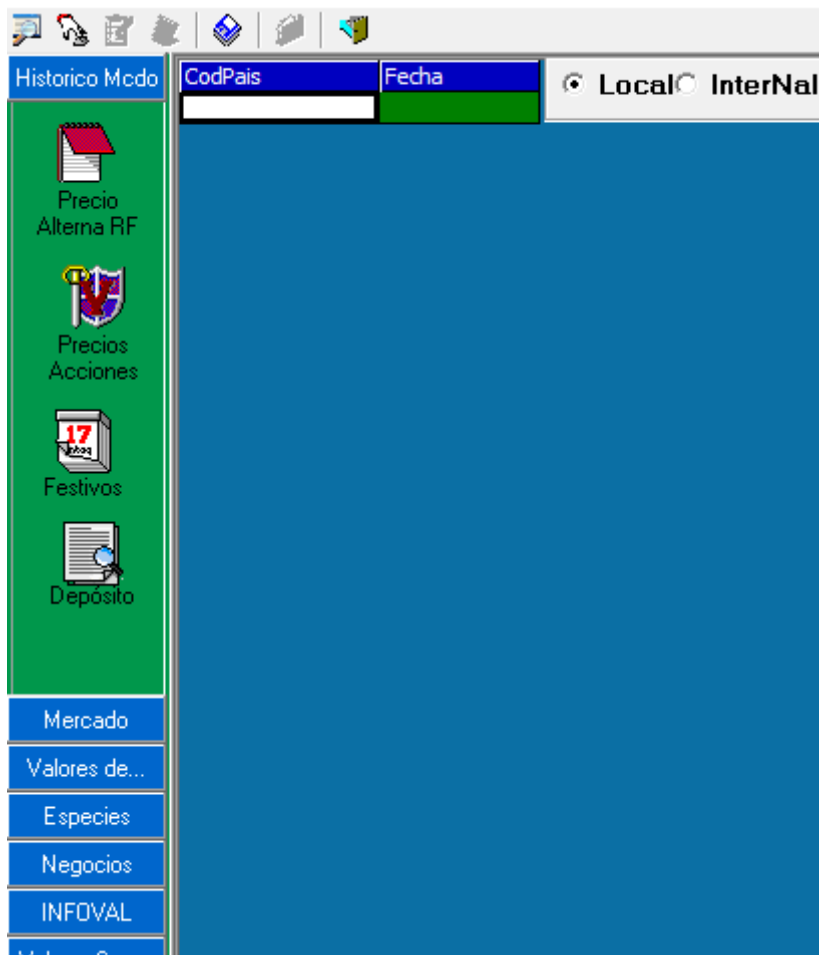 Historico Mcdo
CodPais
Fecha
Local
InterNal
Precio
Alterna RF
Precios
Acciones
17
Festivos
Depósito
Mercado
Valores de...
Especies
Negocios
INFOVAL